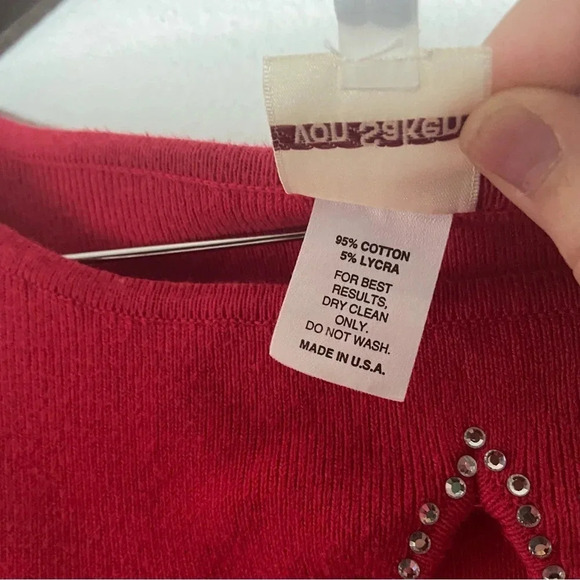 95% COTTON
5% LYCRA
FOR BEST
RESULTS,
DRY CLEAN
ONLY.
DO NOT WASH.
MADE IN U.S.A.